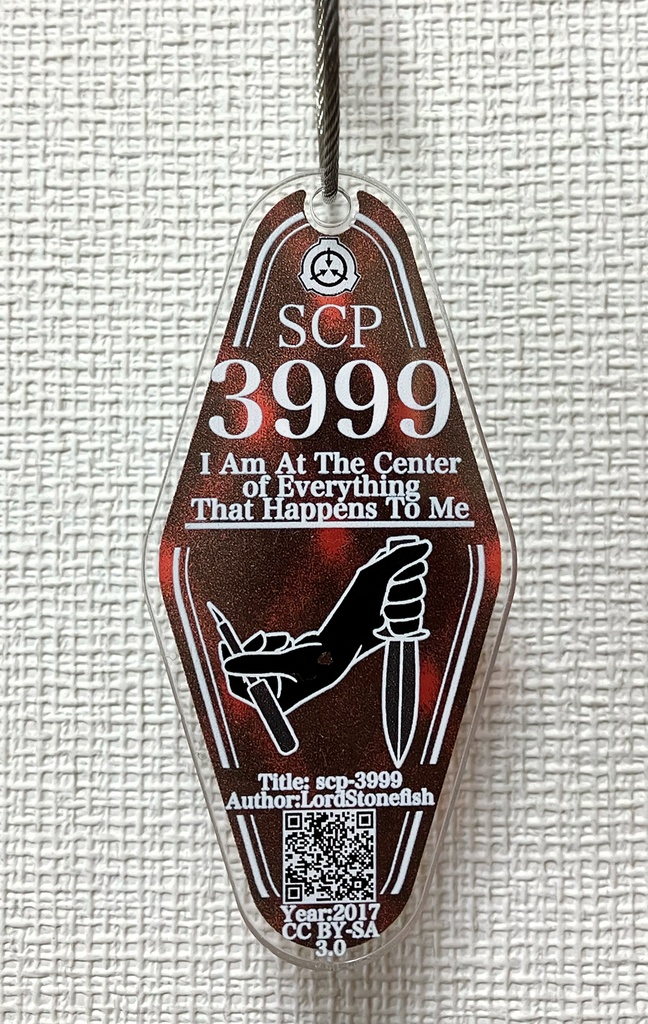 SCP
3999
I Am At The Center
of Everything
That Happens To Me
Title: scp-3999
Author:LordStonefish
Year:2017
CC BY-SA
3.0